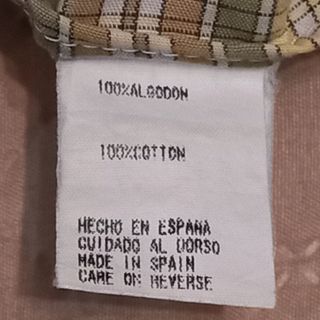 100%ALGODON
100%COTTON
HECHO EN ESPAÑA
CUIDADO AL DORSO
MADE IN SPAIN
CARE ON REVERSE